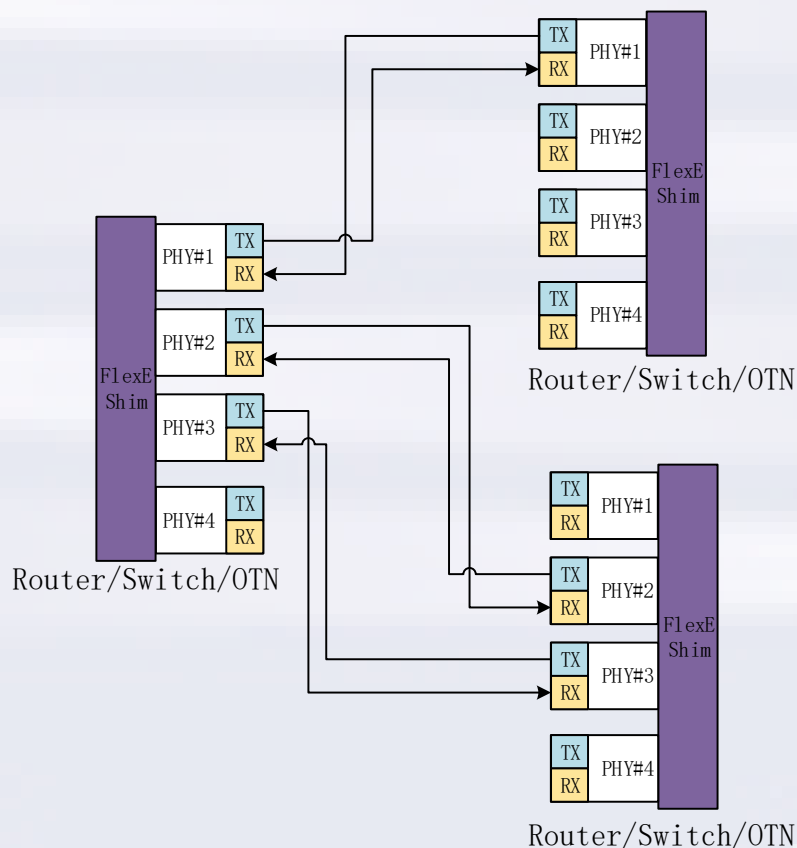 TX
RX
PHY#1
TX
RX
PHY#2
TX
RX
PHY#3
TX
RX
PHY#4
FlexE
Shim
Router/Switch/OTN
FlexE
Shim
PHY#1
TX
RX
PHY#2
TX
RX
PHY#3
TX
RX
PHY#4
TX
RX
Router/Switch/OTN
TX
RX
PHY#1
TX
RX
PHY#2
TX
RX
PHY#3
TX
RX
PHY#4
FlexE
Shim
Router/Switch/OTN